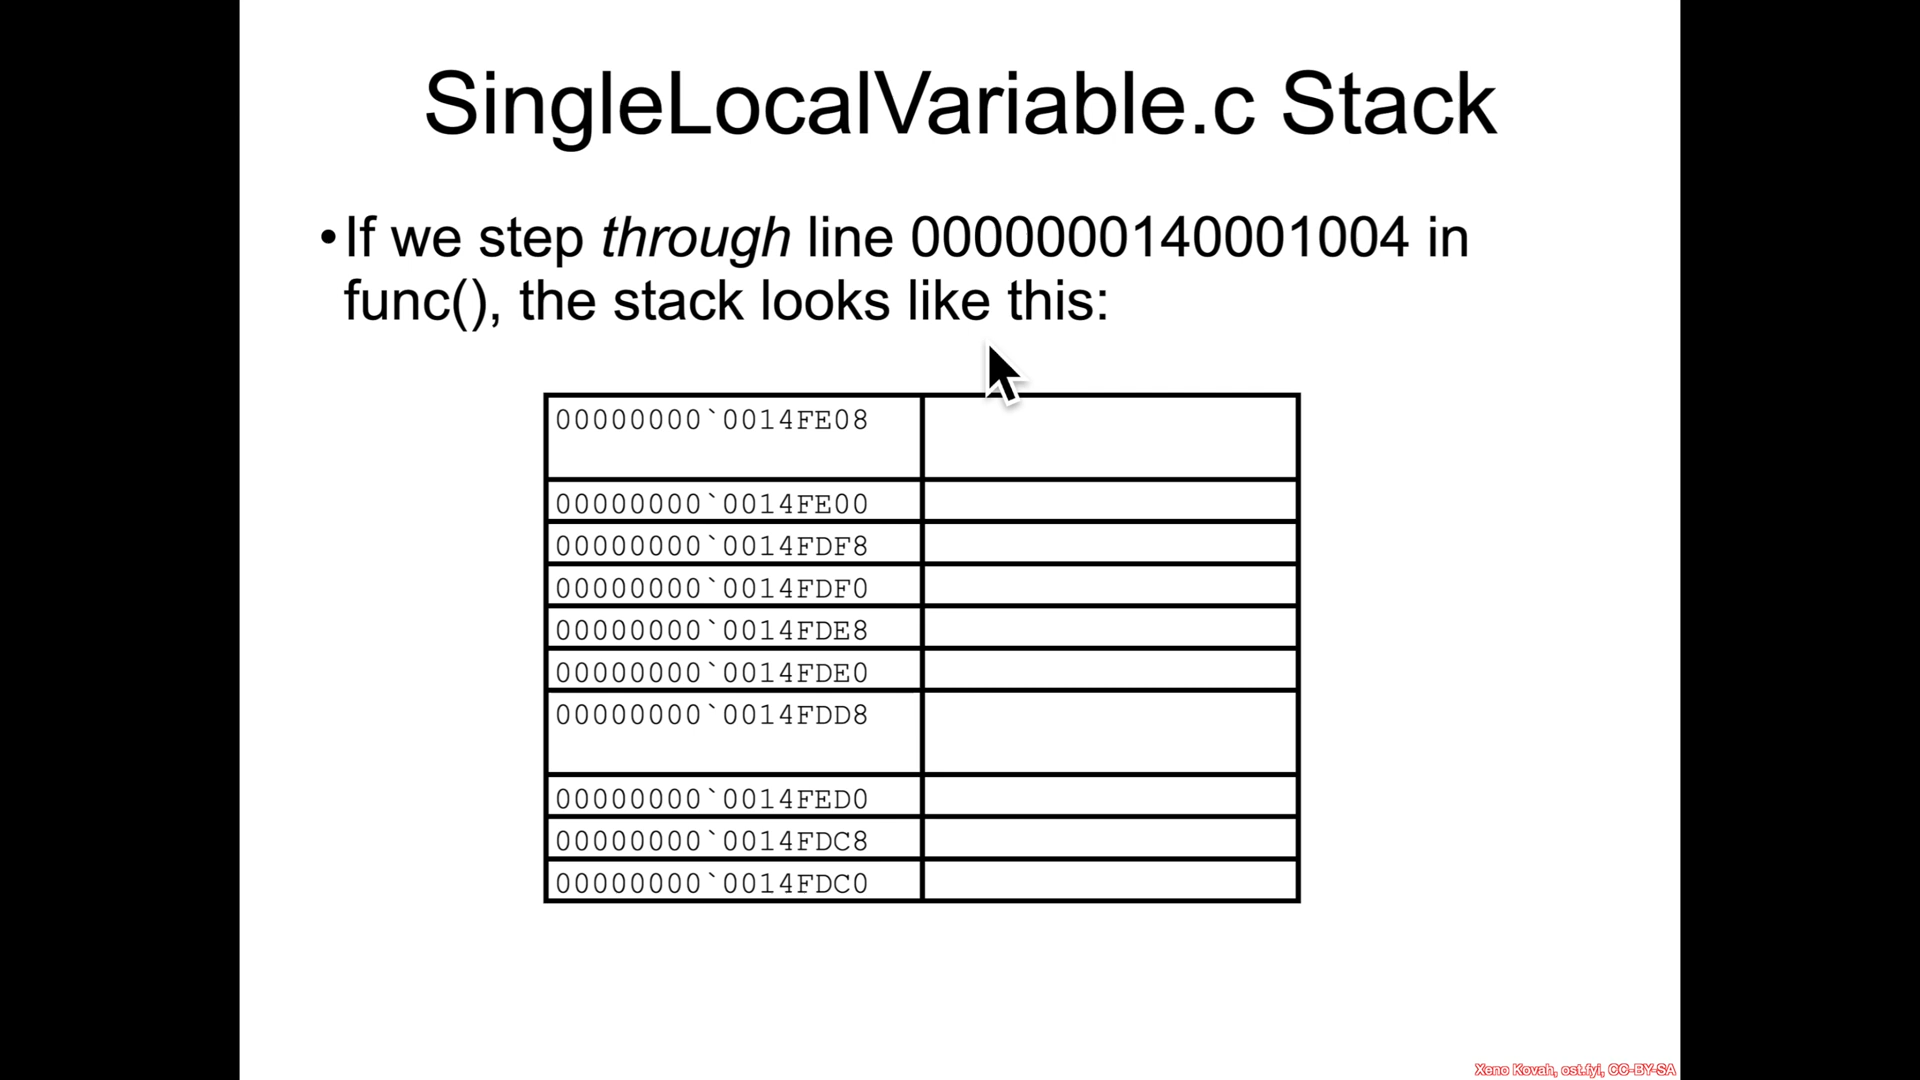 SingleLocalVariable.c Stack
•If we step through line 0000000140001004 in
func(), the stack looks like this:
00000000`0014FE08
00000000`0014FE00
00000000`0014FDF8
00000000`0014FDF0
00000000`0014FDE8
00000000`0014FDE0
00000000`0014FDD8
00000000`0014FED0
00000000`0014FDC8
00000000`0014FDC0
Xeno Kovah, ost.fyi, CC-BY-SA